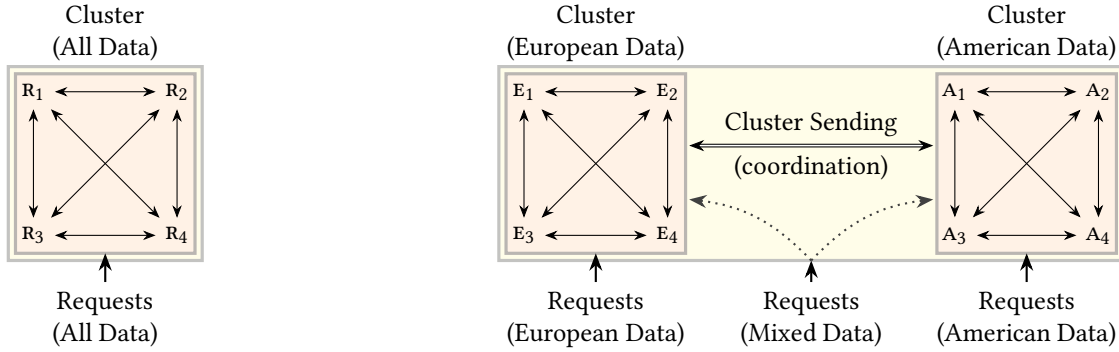 Cluster
(All Data)
R1 R2
R3 R4
Requests
(All Data)
Cluster
(European Data)
E1 E2
E3 E4
Requests
(European Data)
Cluster Sending
(coordination)
Requests
(Mixed Data)
Cluster
(American Data)
A1 A2
A3 A4
Requests
(American Data)